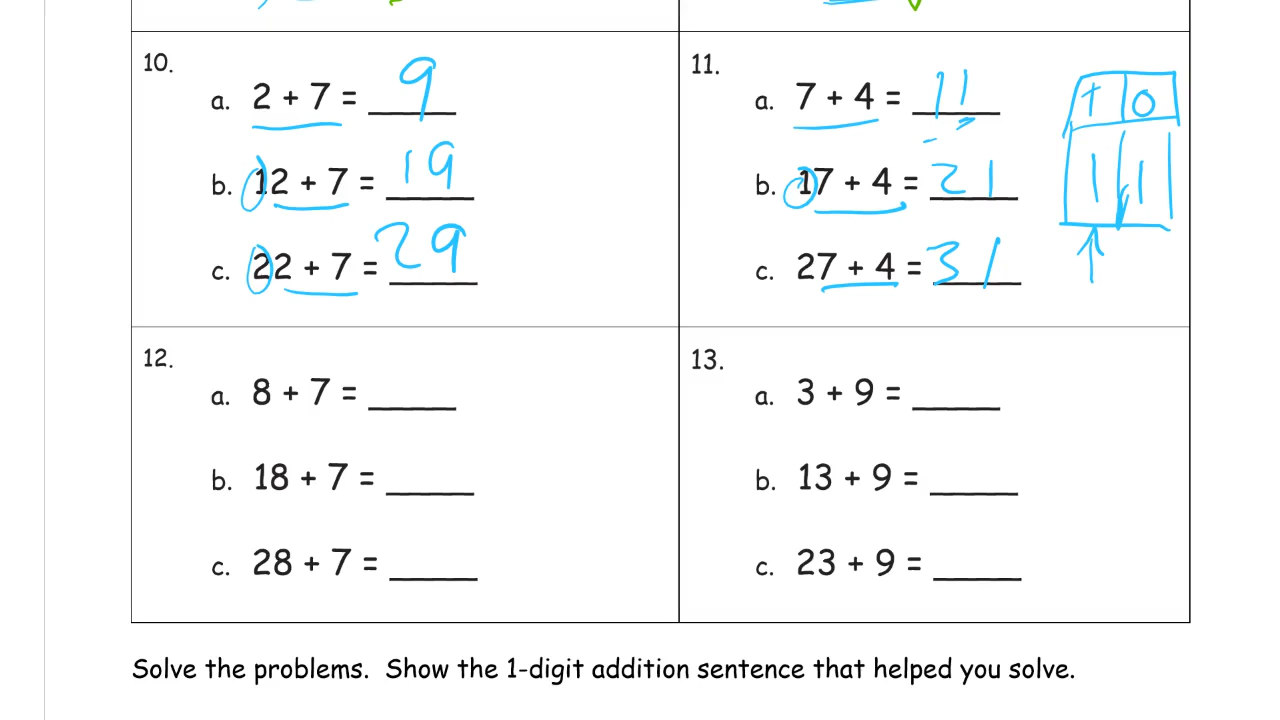 10.
a. 2 + 7 = 9
b. 12 + 7 = 19
c. 22 + 7 = 29
11.
a. 7 + 4 = 11
b. 17 + 4 = 21
c. 27 + 4 = 31
T O
1 1
12.
a. 8 + 7 = _____
b. 18 + 7 = _____
c. 28 + 7 = _____
13.
a. 3 + 9 = _____
b. 13 + 9 = _____
c. 23 + 9 = _____
Solve the problems. Show the 1-digit addition sentence that helped you solve.